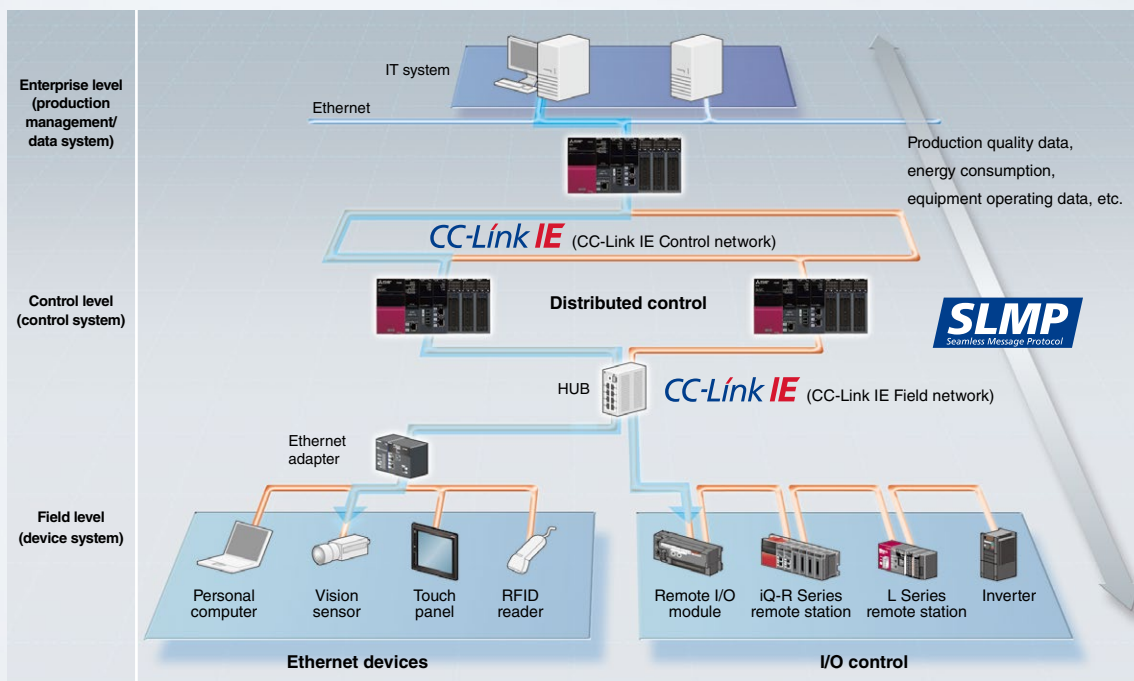 Enterprise level
(production
management/
data system)
IT system
Ethernet
Production quality data,
energy consumption,
equipment operating data, etc.
CC-Link IE (CC-Link IE Control network)
Control level
(control system)
Distributed control
SLMP
Seamless Message Protocol
HUB
CC-Link IE (CC-Link IE Field network)
Ethernet
adapter
Field level
(device system)
Personal
computer
Vision
sensor
Touch
panel
RFID
reader
Remote I/O
module
iQ-R Series
remote station
L Series
remote station
Inverter
Ethernet devices
I/O control